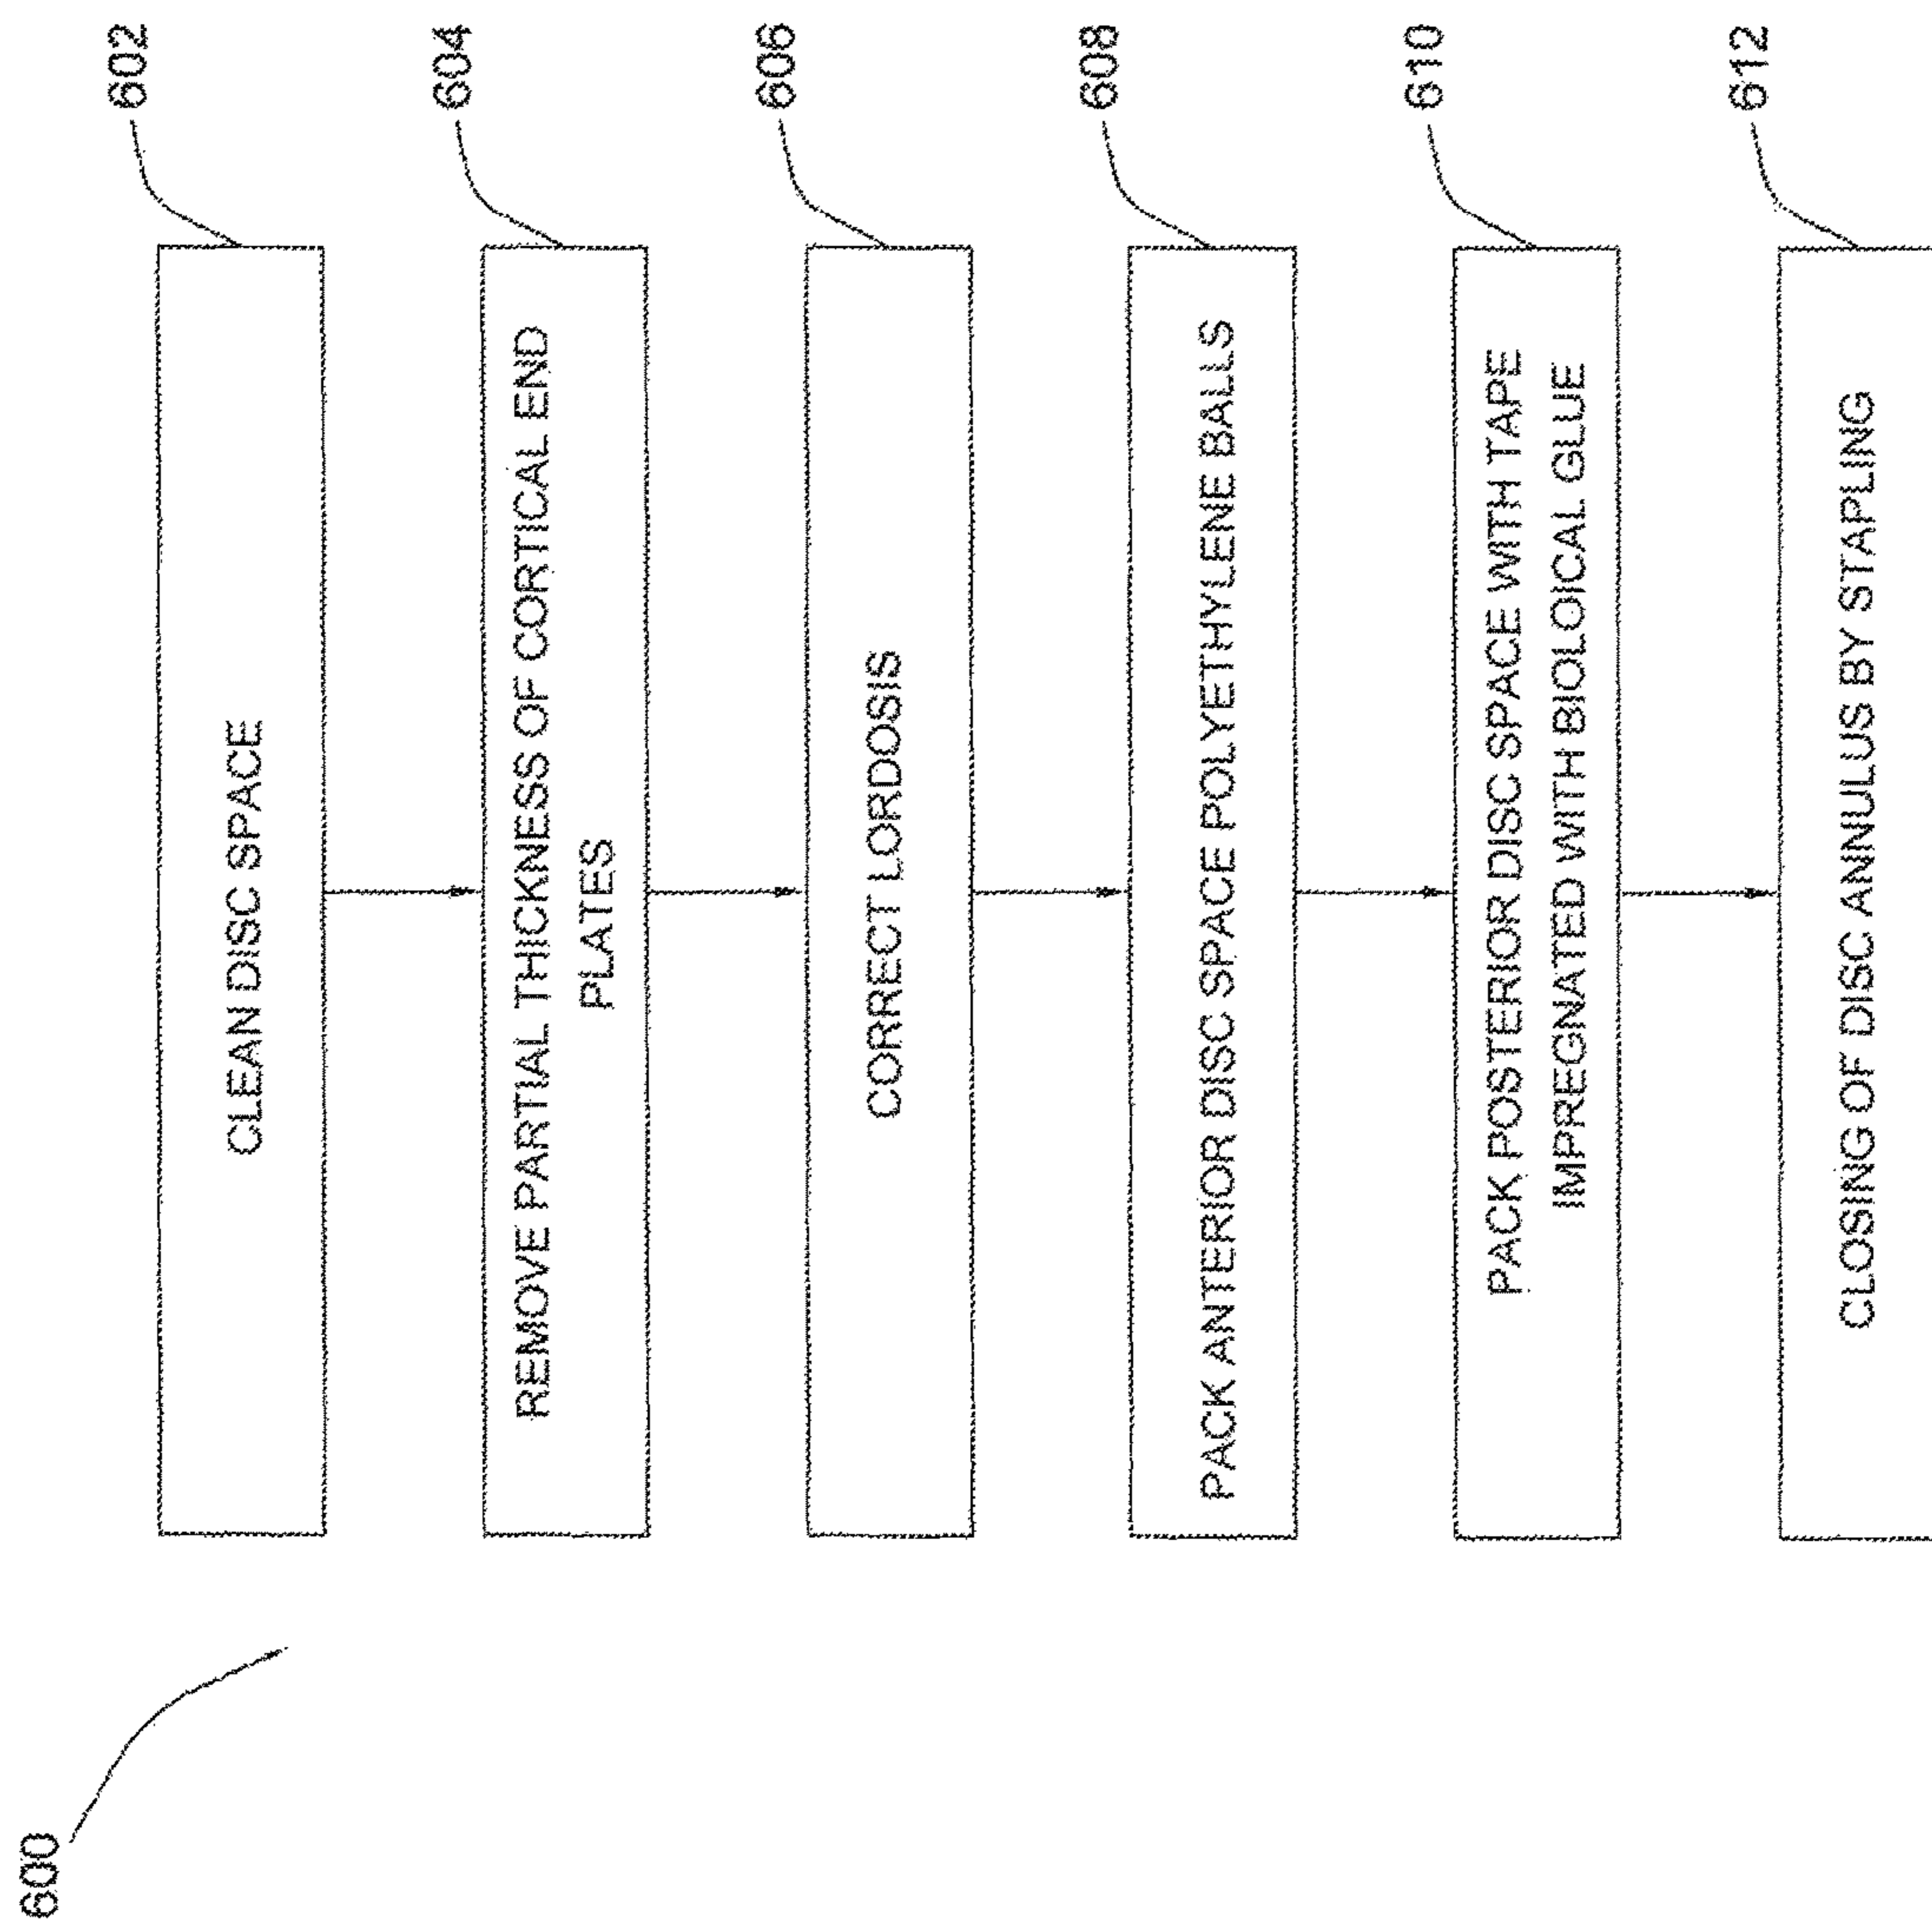 600
602
CLEAN DISC SPACE
604
REMOVE PARTIAL THICKNESS OF CORTICAL END
PLATES
606
CORRECT LORDOSIS
608
PACK ANTERIOR DISC SPACE POLYETHYLENE BALLS
610
PACK POSTERIOR DISC SPACE WITH TAPE
IMPREGNATED WITH BIOLOICAL GLUE
612
CLOSING OF DISC ANNULUS BY STAPLING